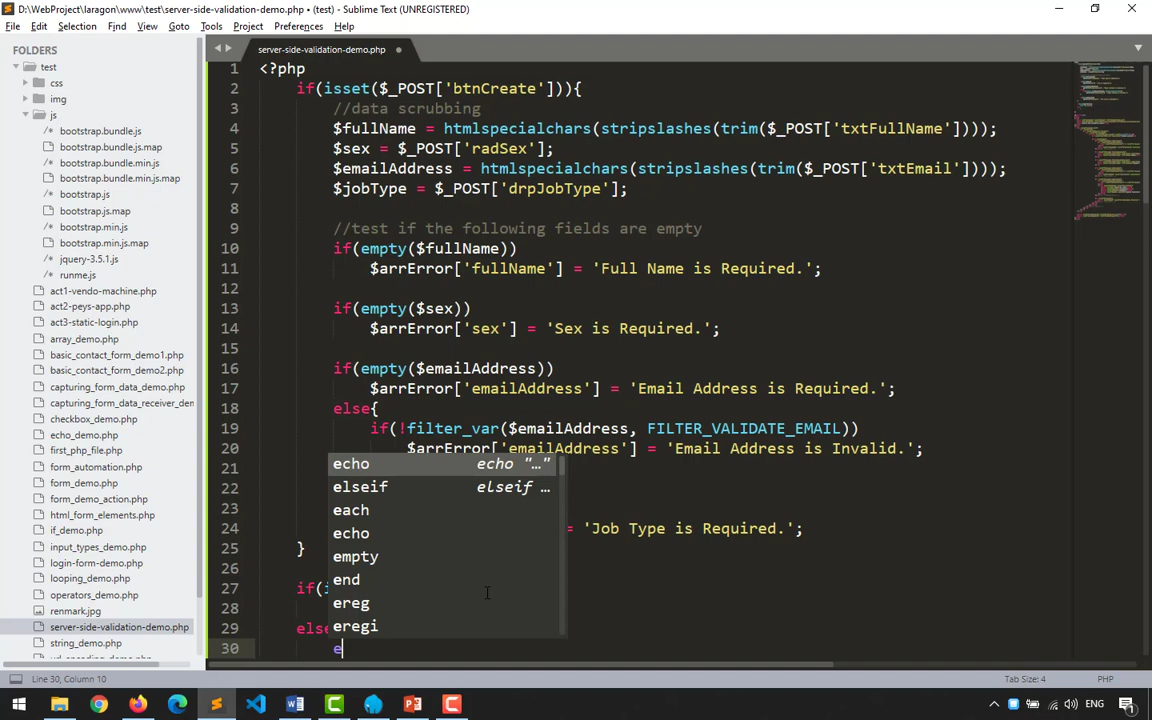 D:\WebProject\laragon\www\test\server-side-validation-demo.php • (test) - Sublime Text (UNREGISTERED)
File Edit Selection Find View Goto Tools Project Preferences Help
FOLDERS
test
css
img
js
bootstrap.bundle.js
bootstrap.bundle.js.map
bootstrap.bundle.min.js
bootstrap.bundle.min.js.map
bootstrap.js
bootstrap.js.map
bootstrap.min.js
bootstrap.min.js.map
jquery-3.5.1.js
runme.js
act1-vendo-machine.php
act2-peys-app.php
act3-static-login.php
array_demo.php
basic_contact_form_demo1.php
basic_contact_form_demo2.php
capturing_form_data_demo.php
capturing_form_data_receiver_den
checkbox_demo.php
echo_demo.php
first_php_file.php
form_automation.php
form_demo.php
form_demo_action.php
html_form_elements.php
if_demo.php
input_types_demo.php
login-form-demo.php
looping_demo.php
operators_demo.php
renmark.jpg
server-side-validation-demo.php
string_demo.php
server-side-validation-demo.php
1 <?php
2 if(isset($_POST['btnCreate'])){
3 //data scrubbing
4 $fullName = htmlspecialchars(stripslashes(trim($_POST['txtFullName'])));
5 $sex = $_POST['radSex'];
6 $emailAddress = htmlspecialchars(stripslashes(trim($_POST['txtEmail'])));
7 $jobType = $_POST['drpJobType'];
8
9 //test if the following fields are empty
10 if(empty($fullName))
11 $arrError['fullName'] = 'Full Name is Required.';
12
13 if(empty($sex))
14 $arrError['sex'] = 'Sex is Required.';
15
16 if(empty($emailAddress))
17 $arrError['emailAddress'] = 'Email Address is Required.';
18 else{
19 if(!filter_var($emailAddress, FILTER_VALIDATE_EMAIL))
20 $arrError['emailAddress'] = 'Email Address is Invalid.';
21
22
23
24 = 'Job Type is Required.';
25 }
26
27 if(i
28
29 else
30 e
echo echo "…"
elseif elseif …
each
echo
empty
end
ereg
eregi
Line 30, Column 10
Tab Size: 4
PHP
ENG
1